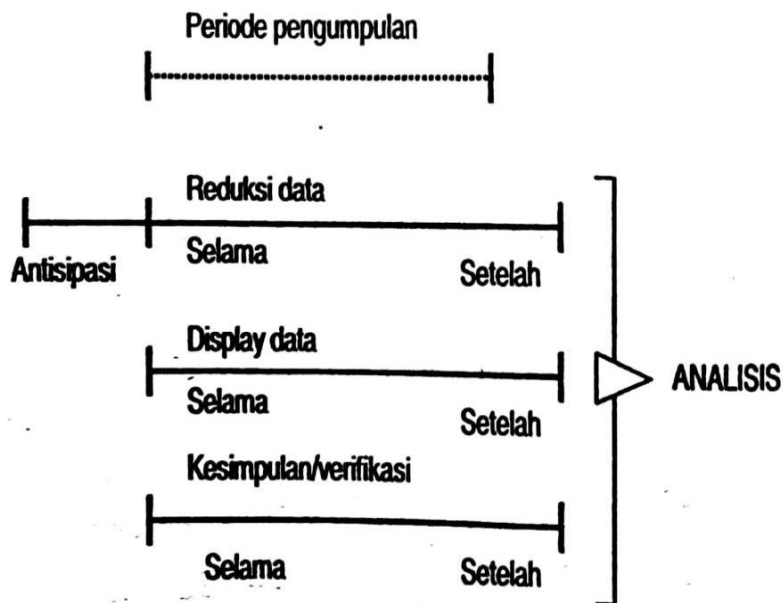 Periode pengumpulan
Reduksi data
Selama
Antisipasi
Setelah
Display data
ANALISIS
Selama
Setelah
Kesimpulan/verifikasi
Selama
Setelah